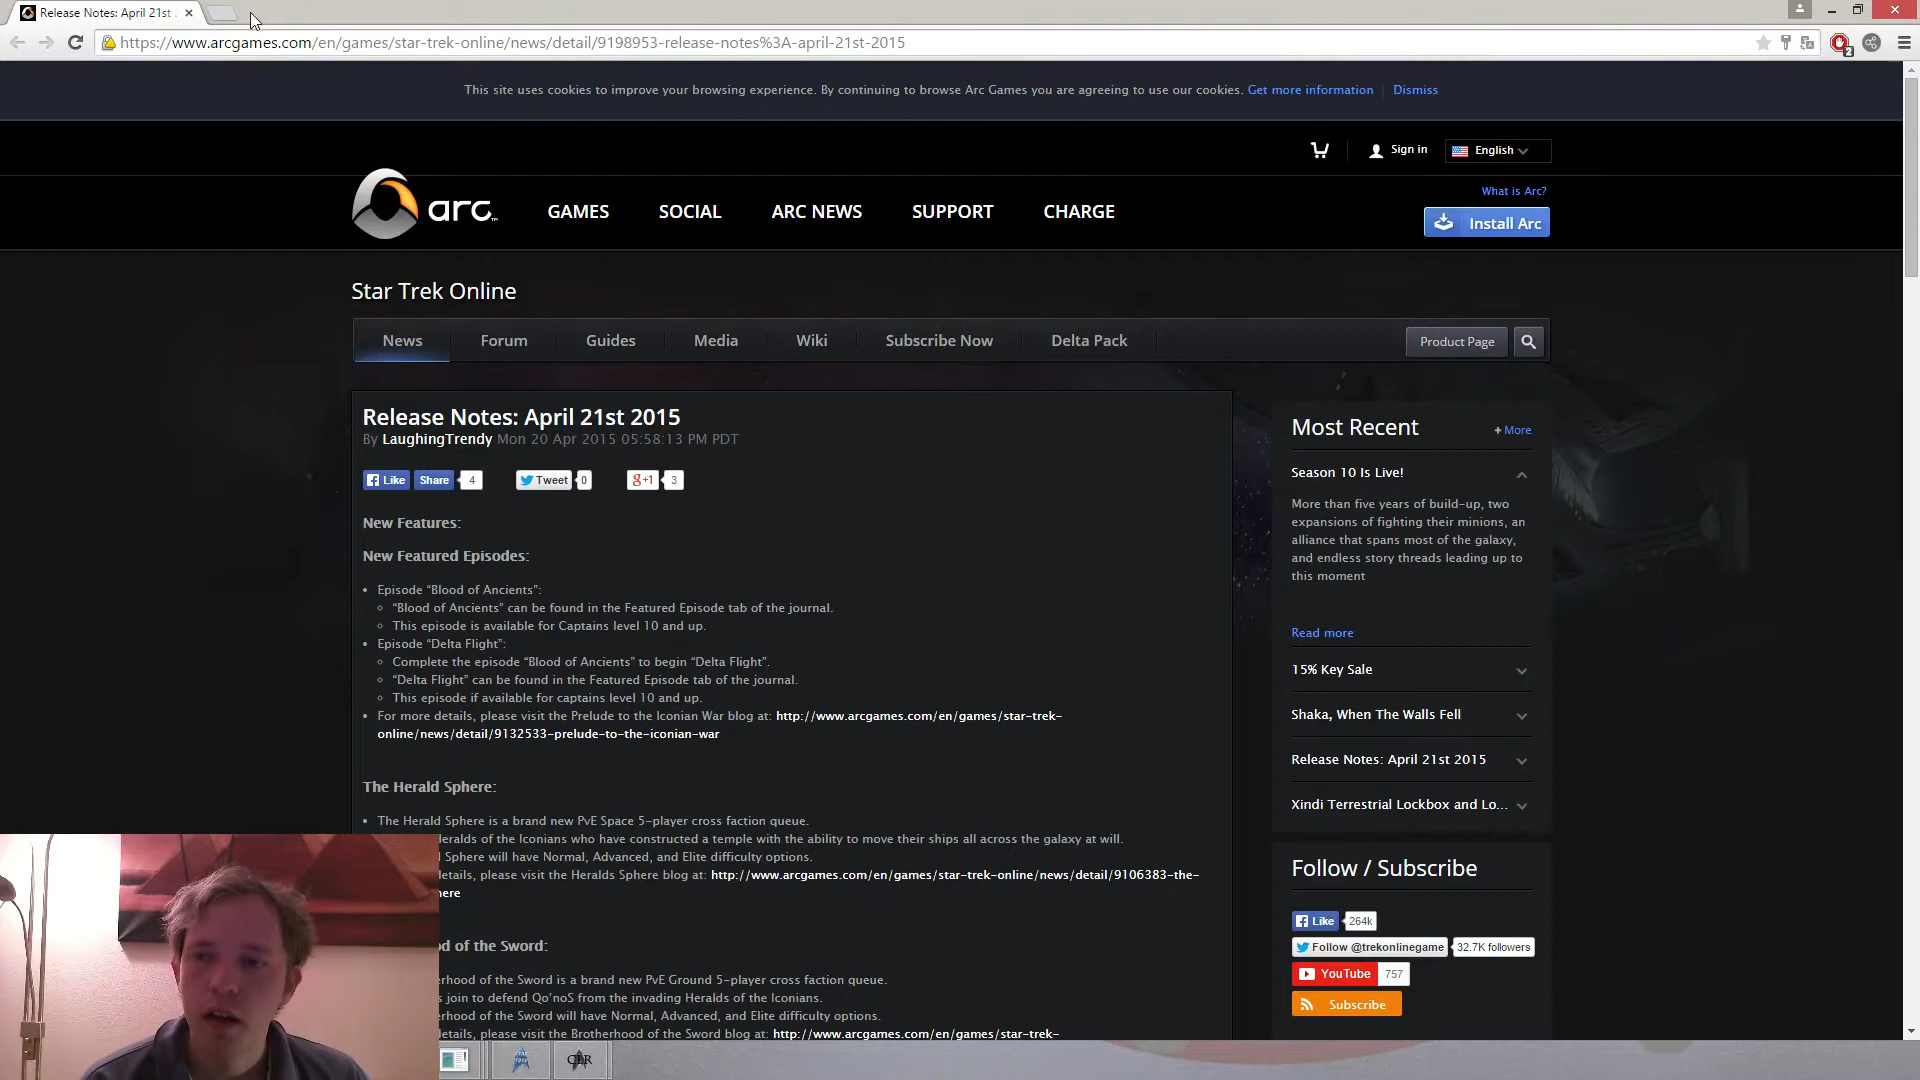 Release Notes: April 21st
https://www.arcgames.com/en/games/star-trek-online/news/detail/9198953-release-notes%3A-april-21st-2015
2
This site uses cookies to improve your browsing experience. By continuing to browse Arc Games you are agreeing to use our cookies. Get more information | Dismiss
Sign in
English
What is Arc?
arc
GAMES SOCIAL ARC NEWS SUPPORT CHARGE
Install Arc
Star Trek Online
News Forum Guides Media Wiki Subscribe Now Delta Pack
Product Page
Release Notes: April 21st 2015
By LaughingTrendy Mon 20 Apr 2015 05:58:13 PM PDT
Like Share 4 Tweet 0 g+1 3
New Features:
New Featured Episodes:
• Episode “Blood of Ancients”:
“Blood of Ancients” can be found in the Featured Episode tab of the journal.
This episode is available for Captains level 10 and up.
• Episode “Delta Flight”:
Complete the episode “Blood of Ancients” to begin “Delta Flight”.
“Delta Flight” can be found in the Featured Episode tab of the journal.
This episode if available for captains level 10 and up.
• For more details, please visit the Prelude to the Iconian War blog at: http://www.arcgames.com/en/games/star-trek-
online/news/detail/9132533-prelude-to-the-iconian-war
The Herald Sphere:
• The Herald Sphere is a brand new PvE Space 5-player cross faction queue.
eralds of the Iconians who have constructed a temple with the ability to move their ships all across the galaxy at will.
Sphere will have Normal, Advanced, and Elite difficulty options.
details, please visit the Heralds Sphere blog at: http://www.arcgames.com/en/games/star-trek-online/news/detail/9106383-the-
ere
od of the Sword:
erhood of the Sword is a brand new PvE Ground 5-player cross faction queue.
s join to defend Qo’noS from the invading Heralds of the Iconians.
erhood of the Sword will have Normal, Advanced, and Elite difficulty options.
details, please visit the Brotherhood of the Sword blog at: http://www.arcgames.com/en/games/star-trek-
Most Recent
+ More
Season 10 Is Live!
More than five years of build-up, two
expansions of fighting their minions, an
alliance that spans most of the galaxy,
and endless story threads leading up to
this moment
Read more
15% Key Sale
Shaka, When The Walls Fell
Release Notes: April 21st 2015
Xindi Terrestrial Lockbox and Lo...
Follow / Subscribe
Like 264k
Follow @trekonlinegame 32.7K followers
YouTube 757
Subscribe
CLR